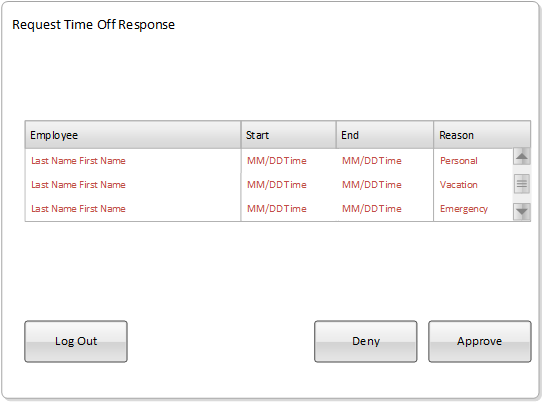 Request Time Off Response
Employee Start End Reason
Last Name First Name MM/DDTime MM/DDTime Personal
Last Name First Name MM/DDTime MM/DDTime Vacation
Last Name First Name MM/DDTime MM/DDTime Emergency
Log Out Deny Approve